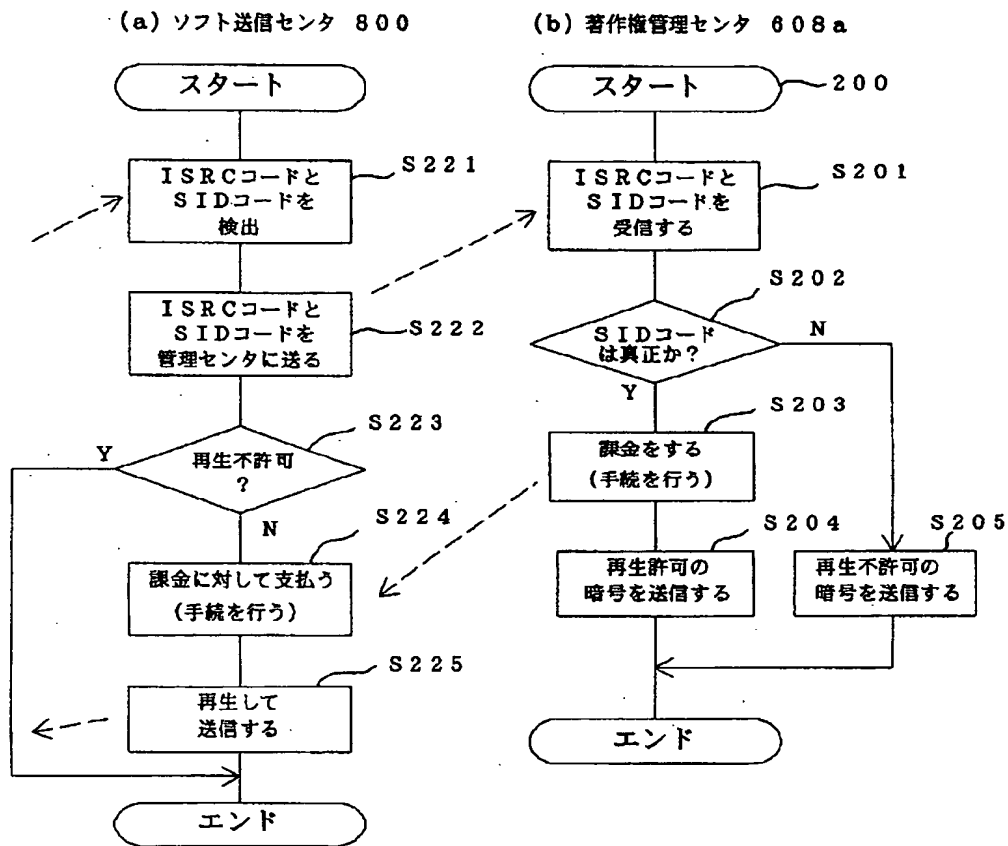 (a) ソフト送信センタ 800
スタート
S221
ISRCコードと
SIDコードを
検出
S222
ISRCコードと
SIDコードを
管理センタに送る
S223
Y
再生不許可
?
N
S224
課金に対して支払う
(手続を行う)
S225
再生して
送信する
エンド
(b) 著作権管理センタ 608a
スタート
200
S201
ISRCコードと
SIDコードを
受信する
S202
SIDコード
は真正か?
N
Y
S203
課金をする
(手続を行う)
S204
再生許可の
暗号を送信する
S205
再生不許可の
暗号を送信する
エンド